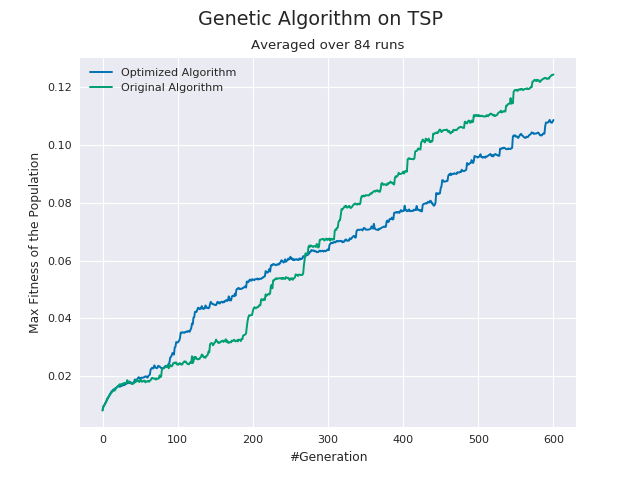 Genetic Algorithm on TSP
Averaged over 84 runs
Optimized Algorithm
Original Algorithm
Max Fitness of the Population
0.12
0.10
0.08
0.06
0.04
0.02
0 100 200 300 400 500 600
#Generation